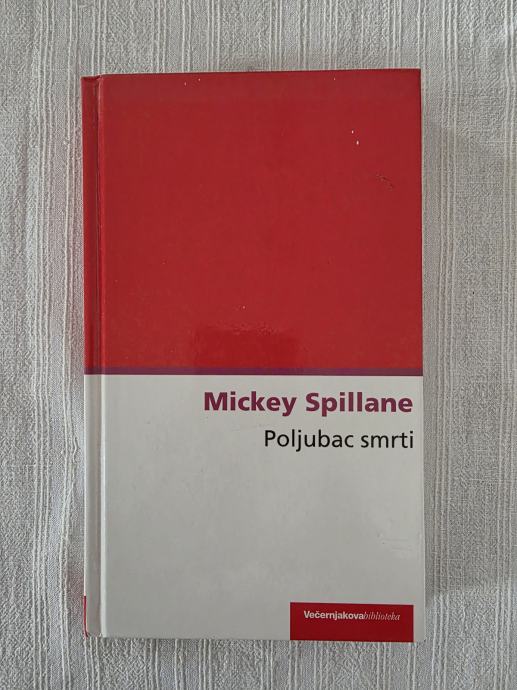 Mickey Spillane
Poljubac smrti
Večernjakovabiblioteka